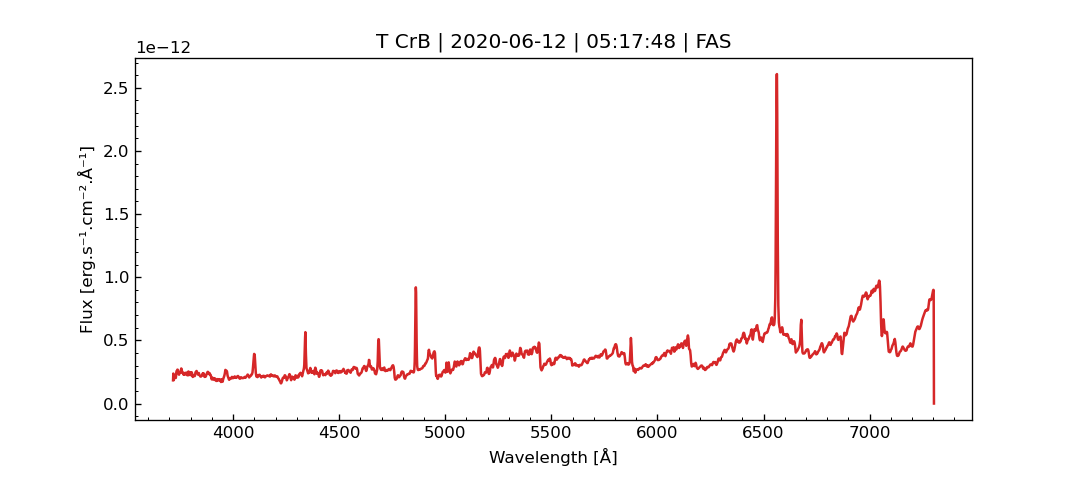 T CrB | 2020-06-12 | 05:17:48 | FAS
1e−12
2.5
2.0
1.5
1.0
0.5
0.0
Flux [erg.s⁻¹.cm⁻².Å⁻¹]
4000 4500 5000 5500 6000 6500 7000
Wavelength [Å]